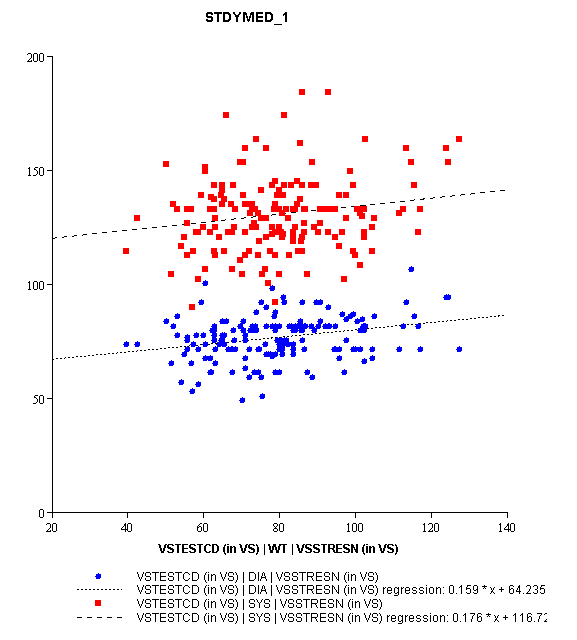 STDYMED_1
200
150
100
50
0
20 40 60 80 100 120 140
VSTESTCD (in VS) | WT | VSSTRESN (in VS)
VSTESTCD (in VS) | DIA | VSSTRESN (in VS)
VSTESTCD (in VS) | DIA | VSSTRESN (in VS) regression: 0.159 * x + 64.235
VSTESTCD (in VS) | SYS | VSSTRESN (in VS)
VSTESTCD (in VS) | SYS | VSSTRESN (in VS) regression: 0.176 * x + 116.72